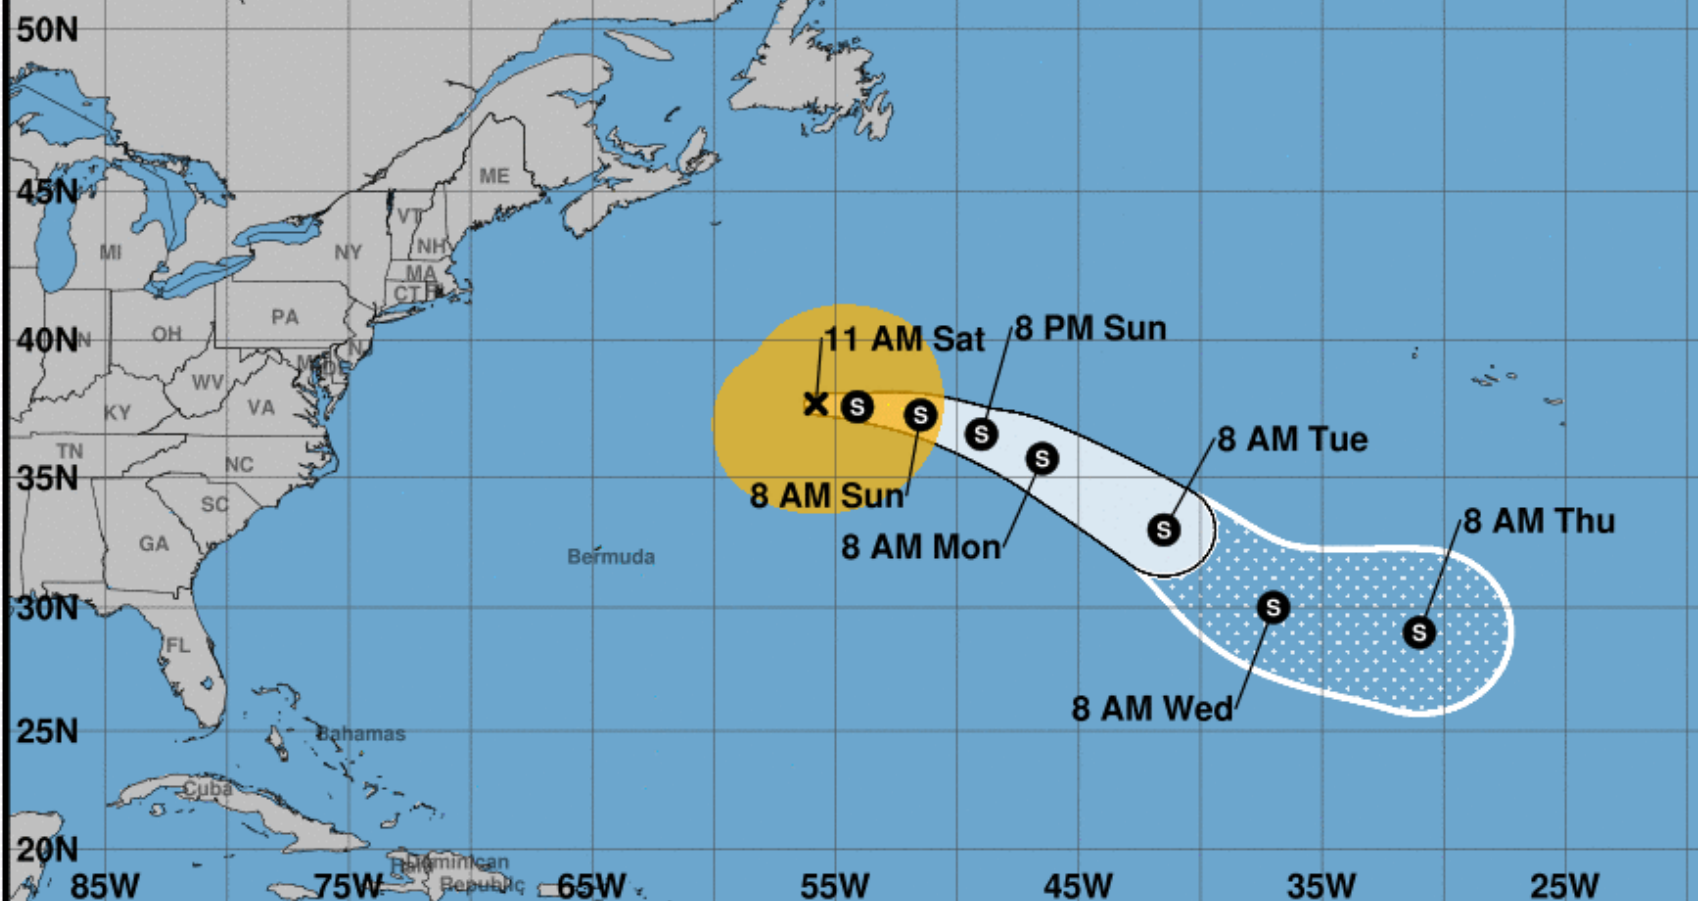 50N
45N
40N
35N
30N
25N
20N
ME
VT
NH
MI
NY
MA
CT
PA
OH
WV
KY
VA
TN
NC
SC
GA
FL
11 AM Sat
8 PM Sun
8 AM Tue
8 AM Sun
8 AM Mon
8 AM Thu
8 AM Wed
S
S
S
S
S
S
S
Bermuda
Bahamas
Cuba
Dominican
Republic
85W
75W
65W
55W
45W
35W
25W